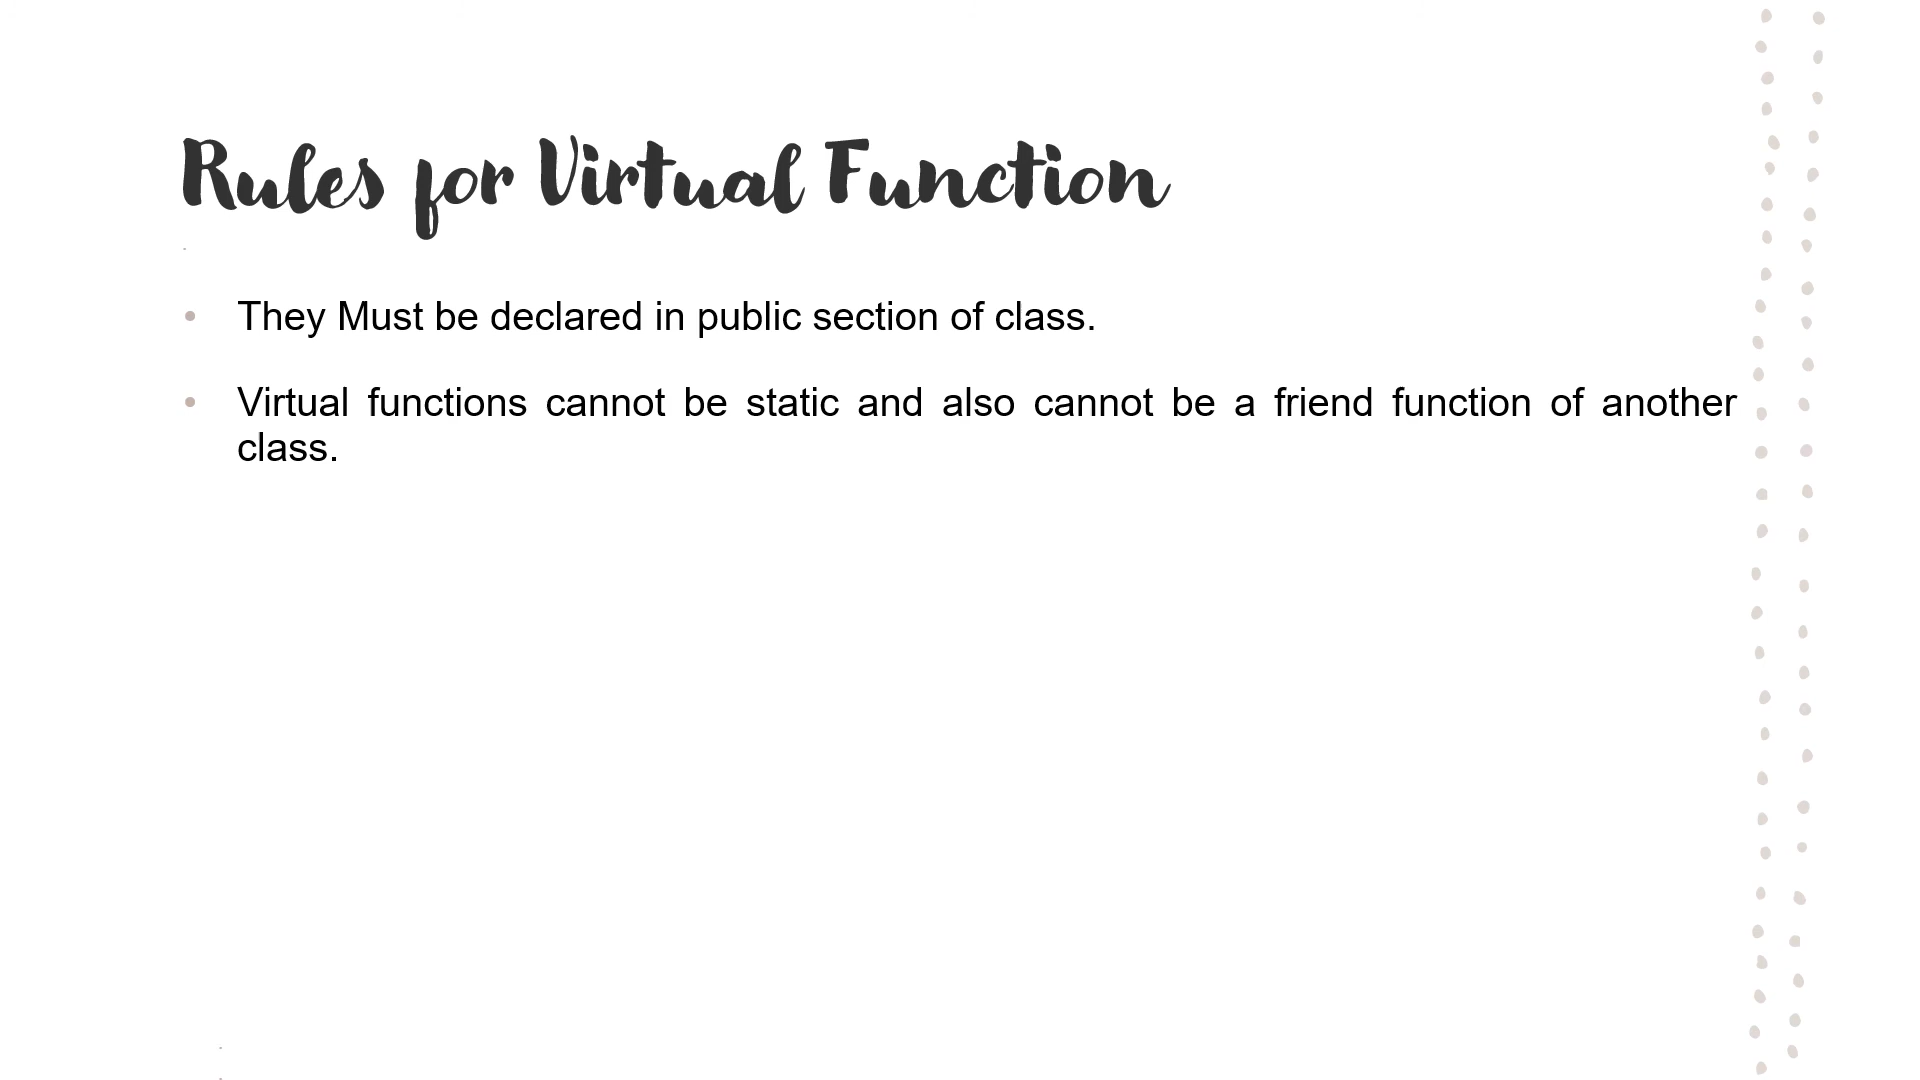 Rules for Virtual Function
• They Must be declared in public section of class.
• Virtual functions cannot be static and also cannot be a friend function of another
class.